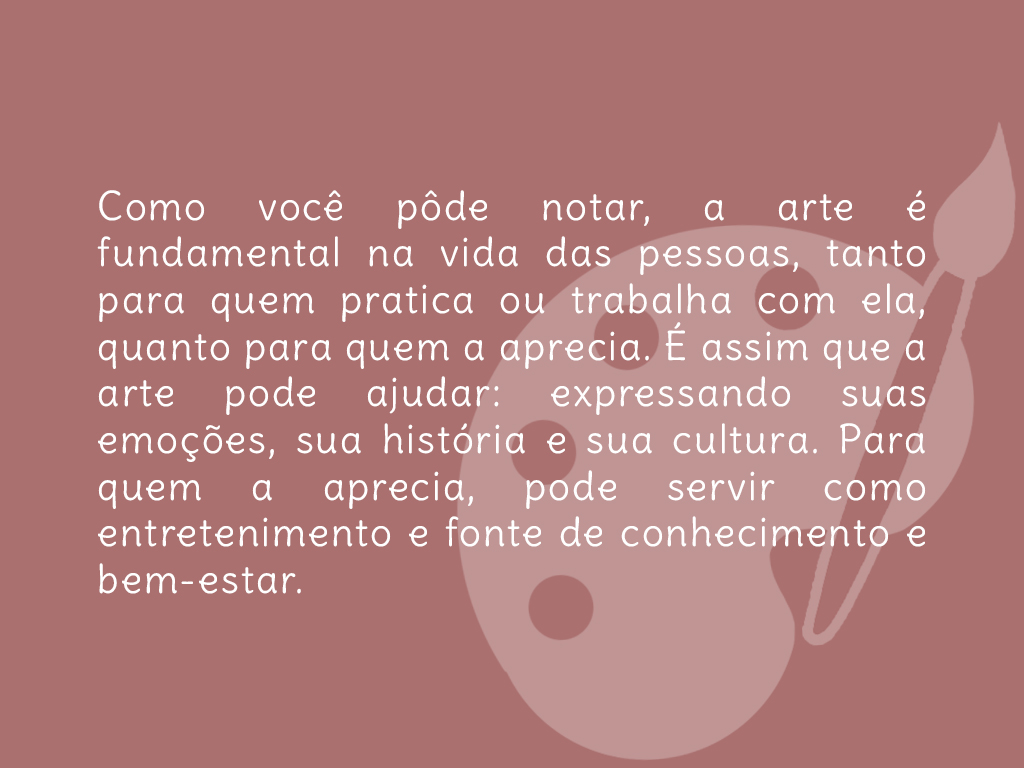 Como você pôde notar, a arte é
fundamental na vida das pessoas, tanto
para quem pratica ou trabalha com ela,
quanto para quem a aprecia. É assim que a
arte pode ajudar: expressando suas
emoções, sua história e sua cultura. Para
quem a aprecia, pode servir como
entretenimento e fonte de conhecimento e
bem-estar.